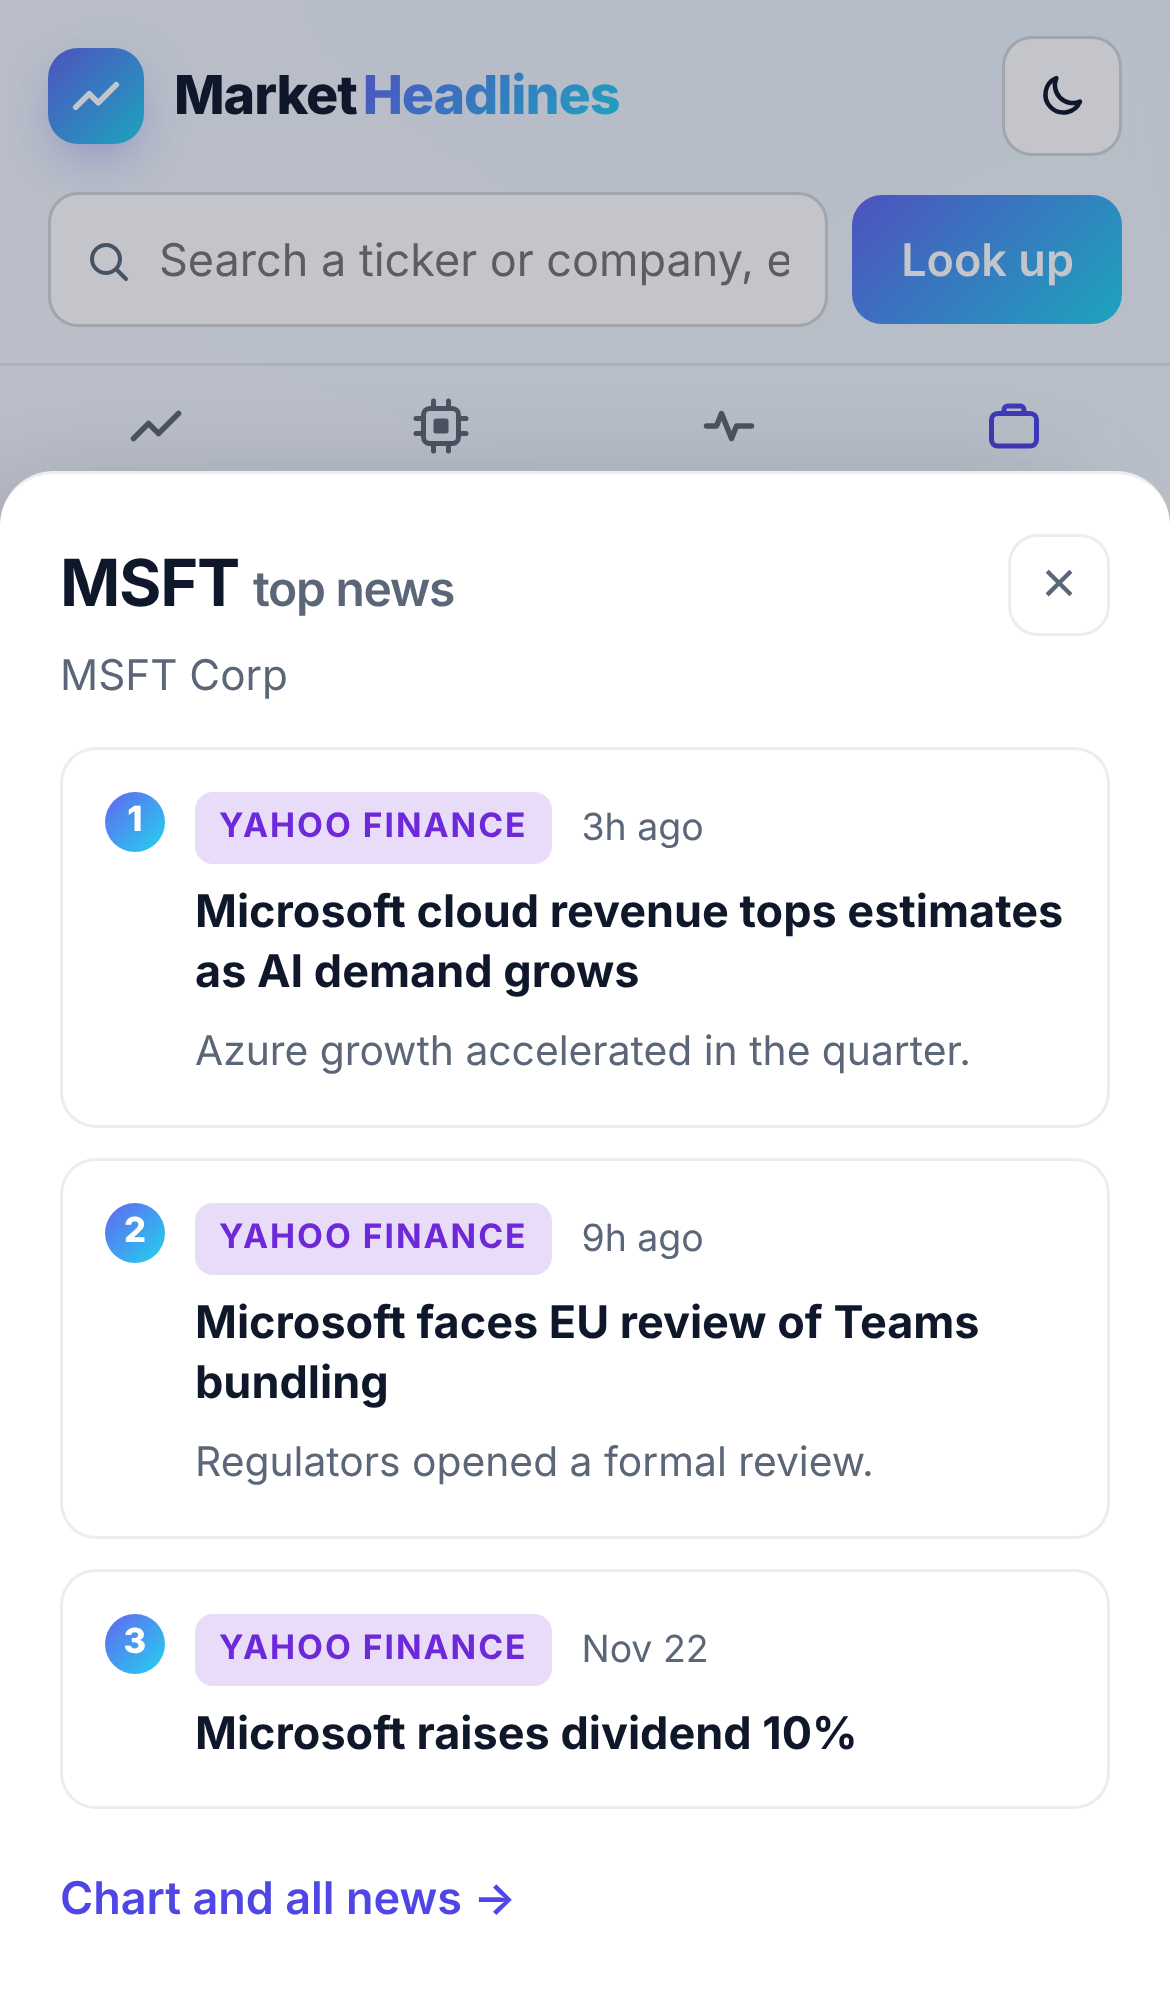 MarketHeadlines
Search a ticker or company, e
Look up
MSFT top news
MSFT Corp
1 YAHOO FINANCE 3h ago
Microsoft cloud revenue tops estimates
as AI demand grows
Azure growth accelerated in the quarter.
2 YAHOO FINANCE 9h ago
Microsoft faces EU review of Teams
bundling
Regulators opened a formal review.
3 YAHOO FINANCE Nov 22
Microsoft raises dividend 10%
Chart and all news →